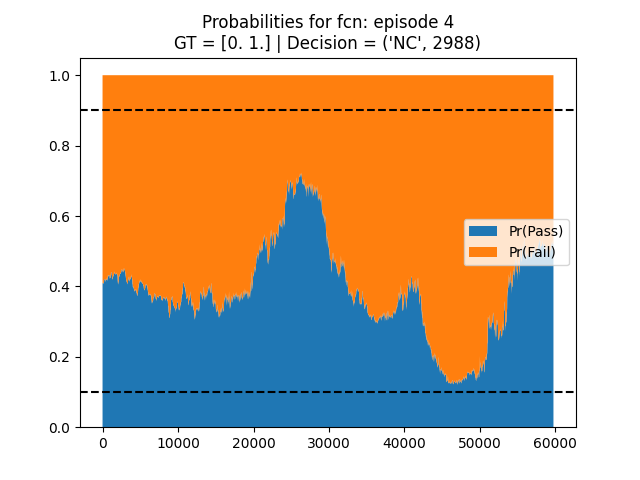 Probabilities for fcn: episode 4
GT = [0. 1.] | Decision = ('NC', 2988)
1.0
0.8
0.6
0.4
0.2
0.0
Pr(Pass)
Pr(Fail)
0 10000 20000 30000 40000 50000 60000